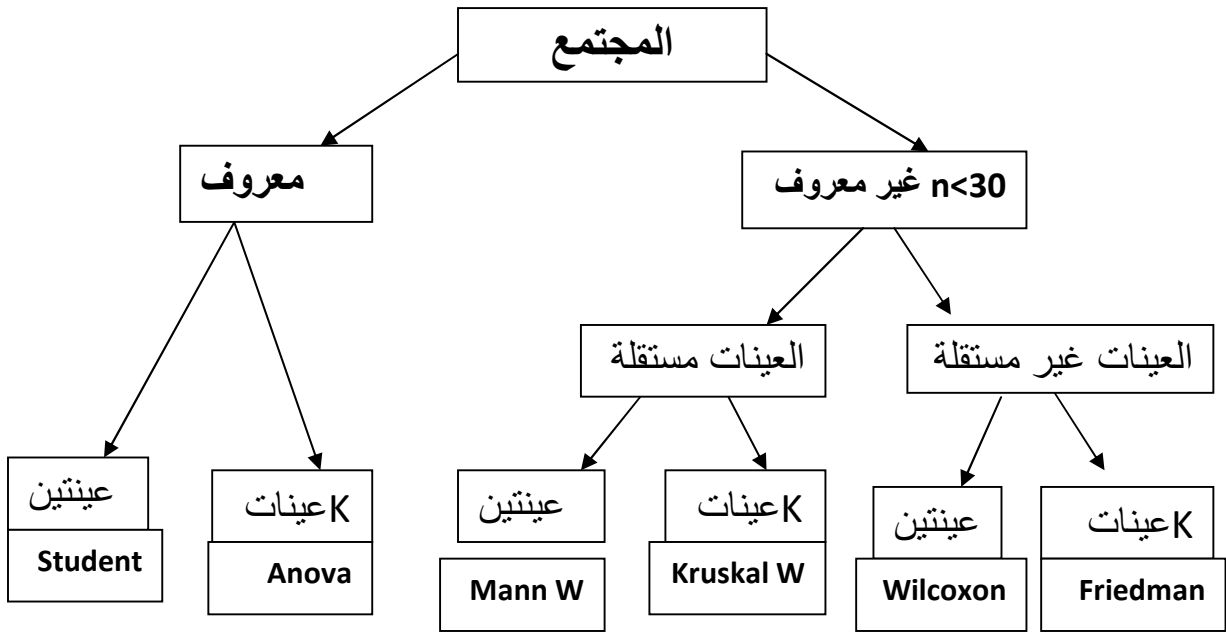 المجتمع
معروف
غير معروف n<30
العينات مستقلة
العينات غير مستقلة
عينتين
Student
Kعينات
Anova
عينتين
Mann W
Kعينات
Kruskal W
عينتين
Wilcoxon
Kعينات
Friedman